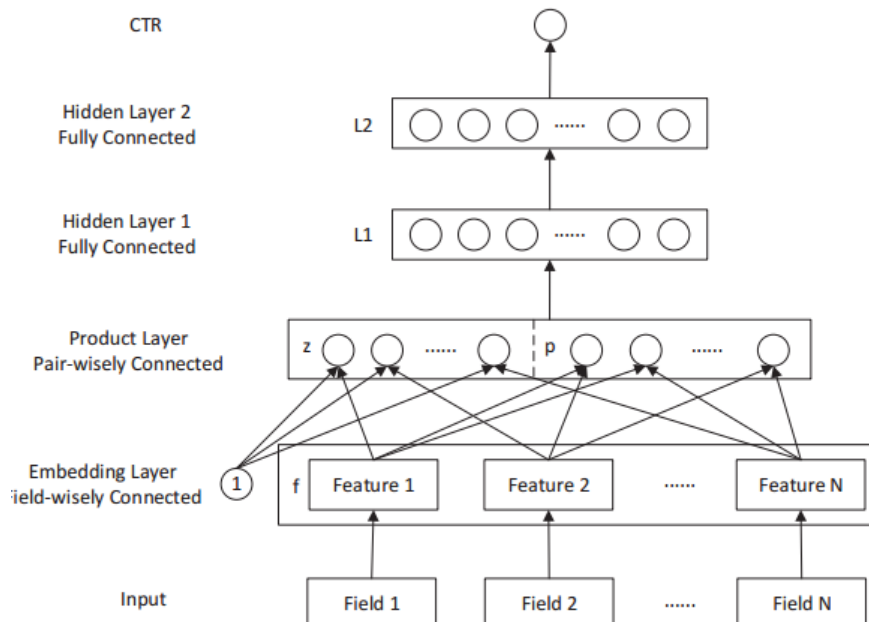 CTR
Hidden Layer 2
Fully Connected
L2
......
Hidden Layer 1
Fully Connected
L1
......
Product Layer
Pair-wisely Connected
z
......
p
......
Embedding Layer
Field-wisely Connected
1
f
Feature 1
Feature 2
......
Feature N
Input
Field 1
Field 2
......
Field N